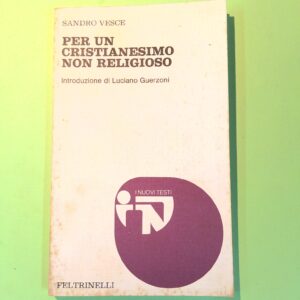 SANDRO VESCE
PER UN
CRISTIANESIMO
NON RELIGIOSO
Introduzione di Luciano Guerzoni
I NUOVI TESTI
FELTRINELLI